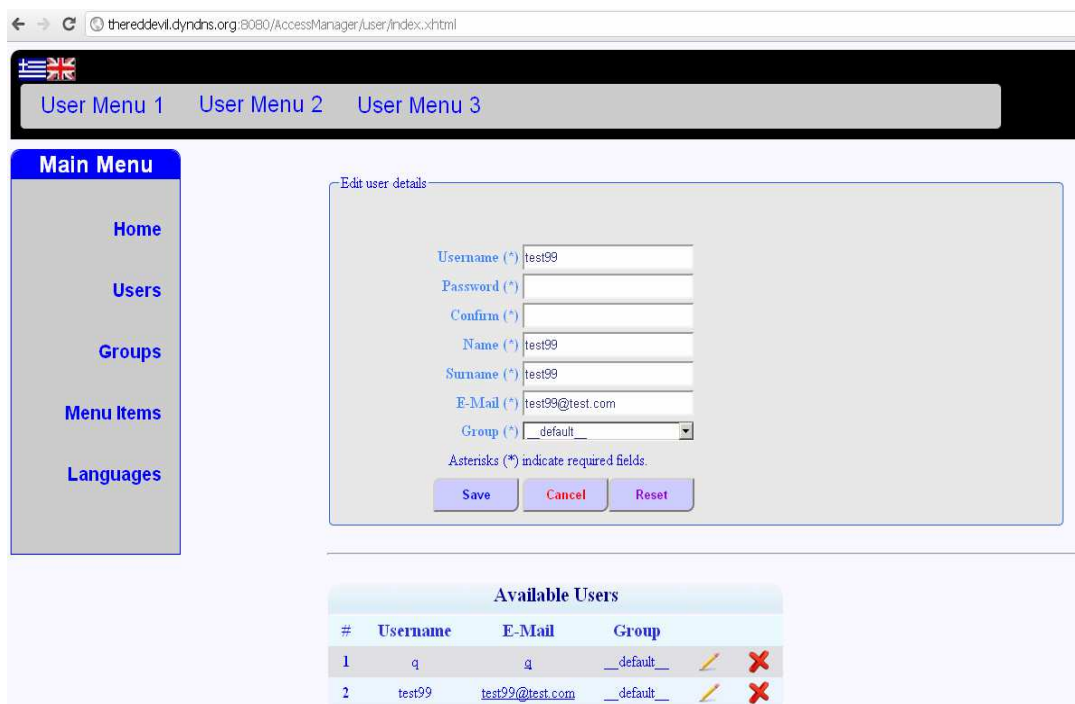 thereddevil.dyndns.org:8080/AccessManager/user/index.xhtml
User Menu 1 User Menu 2 User Menu 3
Main Menu
Home
Users
Groups
Menu Items
Languages
Edit user details
Username (*) test99
Password (*)
Confirm (*)
Name (*) test99
Surname (*) test99
E-Mail (*) test99@test.com
Group (*) __default__
Asterisks (*) indicate required fields.
Save Cancel Reset
Available Users
# Username E-Mail Group
1 q q __default__
2 test99 test99@test.com __default__